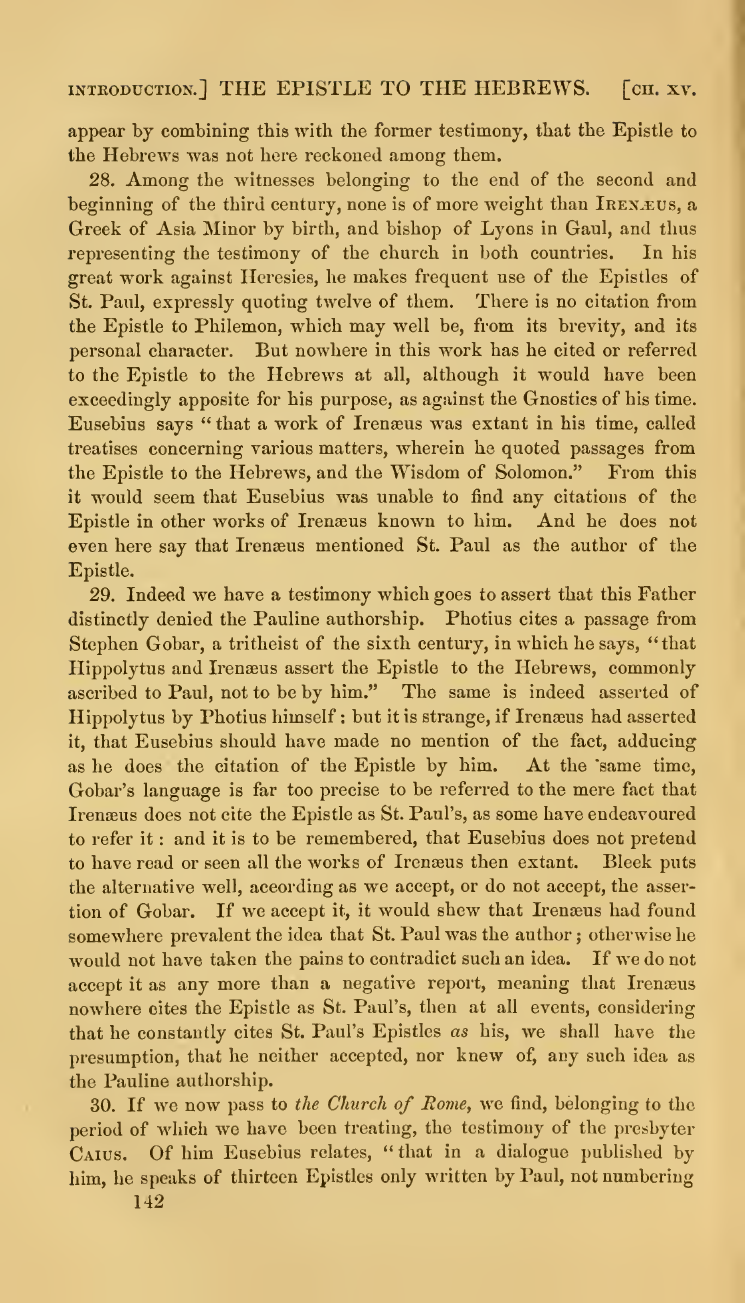 INTRODUCTION.] THE EPISTLE TO THE HEBREWS. [CH. XV.
appear by combining this with the former testimony, that the Epistle to
the Hebrews was not here reckoned among them.
28. Among the witnesses belonging to the end of the second and
beginning of the third century, none is of more weight than IRENÆUS, a
Greek of Asia Minor by birth, and bishop of Lyons in Gaul, and thus
representing the testimony of the church in both countries. In his
great work against Heresies, he makes frequent use of the Epistles of
St. Paul, expressly quoting twelve of them. There is no citation from
the Epistle to Philemon, which may well be, from its brevity, and its
personal character. But nowhere in this work has he cited or referred
to the Epistle to the Hebrews at all, although it would have been
exceedingly apposite for his purpose, as against the Gnostics of his time.
Eusebius says “that a work of Irenæus was extant in his time, called
treatises concerning various matters, wherein he quoted passages from
the Epistle to the Hebrews, and the Wisdom of Solomon.” From this
it would seem that Eusebius was unable to find any citations of the
Epistle in other works of Irenæus known to him. And he does not
even here say that Irenæus mentioned St. Paul as the author of the
Epistle.
29. Indeed we have a testimony which goes to assert that this Father
distinctly denied the Pauline authorship. Photius cites a passage from
Stephen Gobar, a tritheist of the sixth century, in which he says, “that
Hippolytus and Irenæus assert the Epistle to the Hebrews, commonly
ascribed to Paul, not to be by him.” The same is indeed asserted of
Hippolytus by Photius himself: but it is strange, if Irenæus had asserted
it, that Eusebius should have made no mention of the fact, adducing
as he does the citation of the Epistle by him. At the same time,
Gobar's language is far too precise to be referred to the mere fact that
Irenæus does not cite the Epistle as St. Paul's, as some have endeavoured
to refer it: and it is to be remembered, that Eusebius does not pretend
to have read or seen all the works of Irenæus then extant. Bleek puts
the alternative well, aceording as we accept, or do not accept, the asser-
tion of Gobar. If we accept it, it would shew that Irenæus had found
somewhere prevalent the idea that St. Paul was the author; otherwise he
would not have taken the pains to contradict such an idea. If we do not
accept it as any more than a negative report, meaning that Irenæus
nowhere cites the Epistle as St. Paul's, then at all events, considering
that he constantly cites St. Paul's Epistles as his, we shall have the
presumption, that he neither accepted, nor knew of, any such idea as
the Pauline authorship.
30. If we now pass to the Church of Rome, we find, belonging to the
period of which we have been treating, the testimony of the presbyter
CAIUS. Of him Eusebius relates, “that in a dialogue published by
him, he speaks of thirteen Epistles only written by Paul, not numbering
142